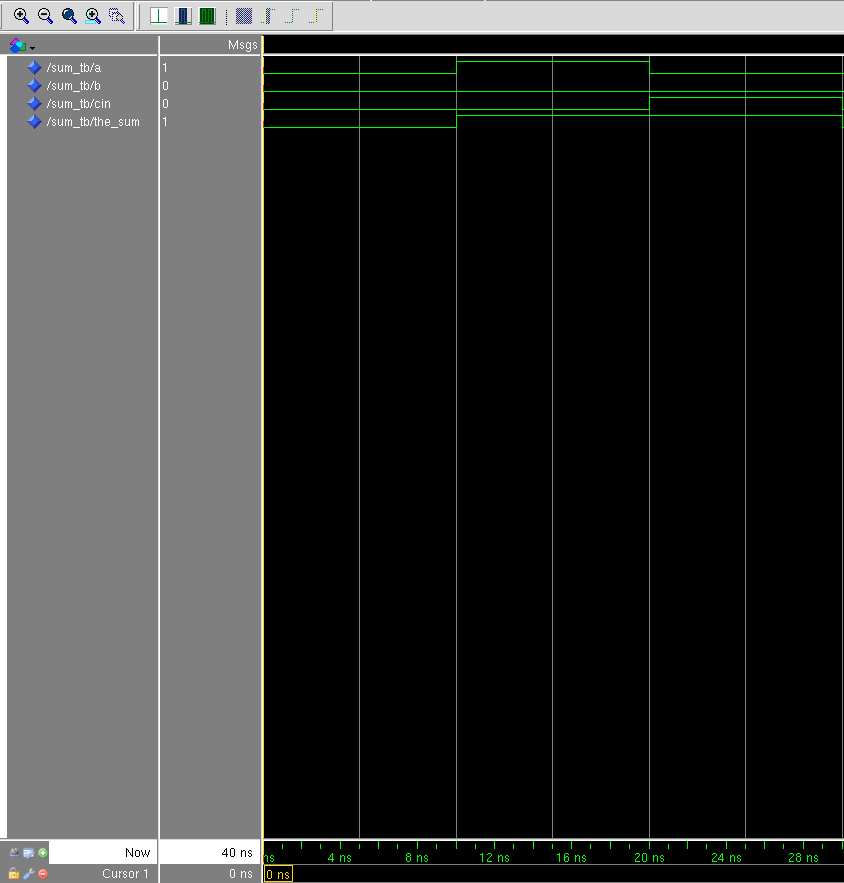 Msgs
/sum_tb/a 1
/sum_tb/b 0
/sum_tb/cin 0
/sum_tb/the_sum 1
Now 40 ns ns 4 ns 8 ns 12 ns 16 ns 20 ns 24 ns 28 ns
Cursor 1 0 ns 0 ns